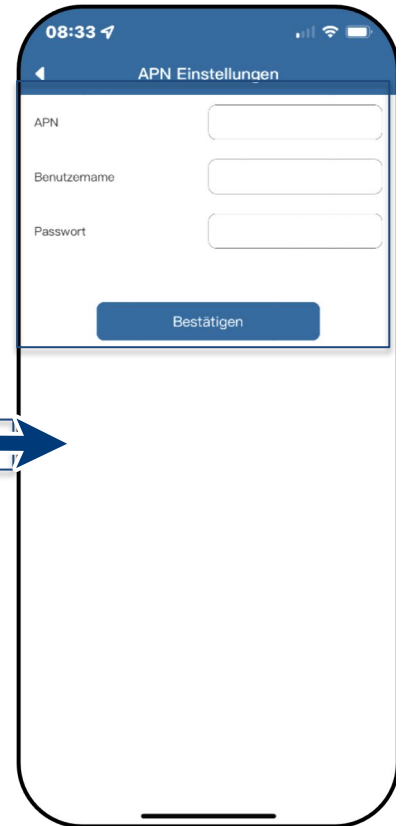 08:33
APN Einstellungen
APN
Benutzername
Passwort
Bestätigen